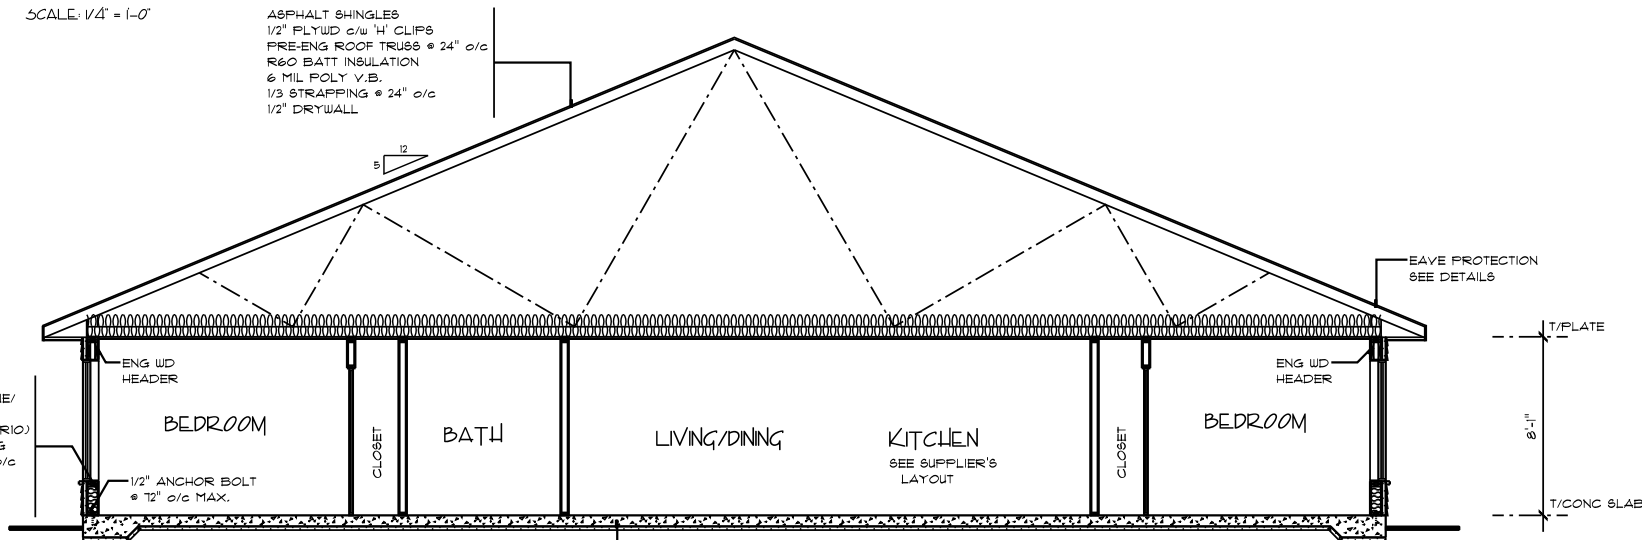 SCALE: 1/4" = 1'-0"
ASPHALT SHINGLES
1/2" PLYWD c/w 'H' CLIPS
PRE-ENG ROOF TRUSS @ 24" o/c
R60 BATT INSULATION
6 MIL POLY V.B.
1/3 STRAPPING @ 24" o/c
1/2" DRYWALL
12
5
EAVE PROTECTION
SEE DETAILS
T/PLATE
ENG WD
HEADER
ENG WD
HEADER
BEDROOM
CLOSET
BATH
LIVING/DINING
KITCHEN
SEE SUPPLIER'S
LAYOUT
CLOSET
BEDROOM
8'-1"
1/2" ANCHOR BOLT
@ 72" o/c MAX.
T/CONC SLAB